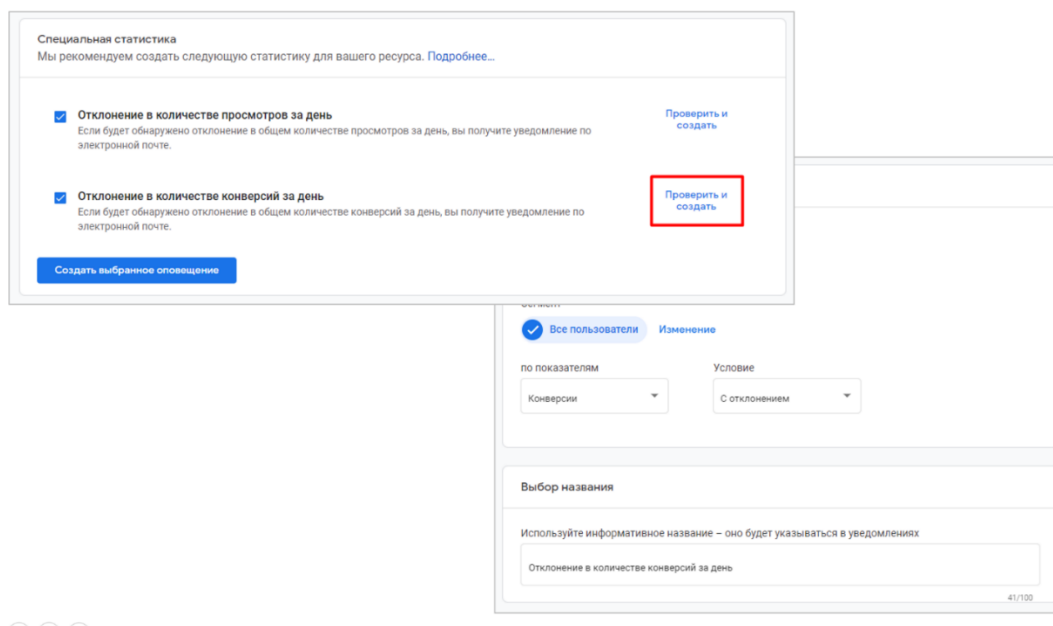 Специальная статистика
Мы рекомендуем создать следующую статистику для вашего ресурса. Подробнее...
Отклонение в количестве просмотров за день
Если будет обнаружено отклонение в общем количестве просмотров за день, вы получите уведомление по
электронной почте.
Проверить и
создать
Отклонение в количестве конверсий за день
Если будет обнаружено отклонение в общем количестве конверсий за день, вы получите уведомление по
электронной почте.
Проверить и
создать
Создать выбранное оповещение
Все пользователи Изменение
по показателям Условие
Конверсии С отклонением
Выбор названия
Используйте информативное название – оно будет указываться в уведомлениях
Отклонение в количестве конверсий за день
41/100